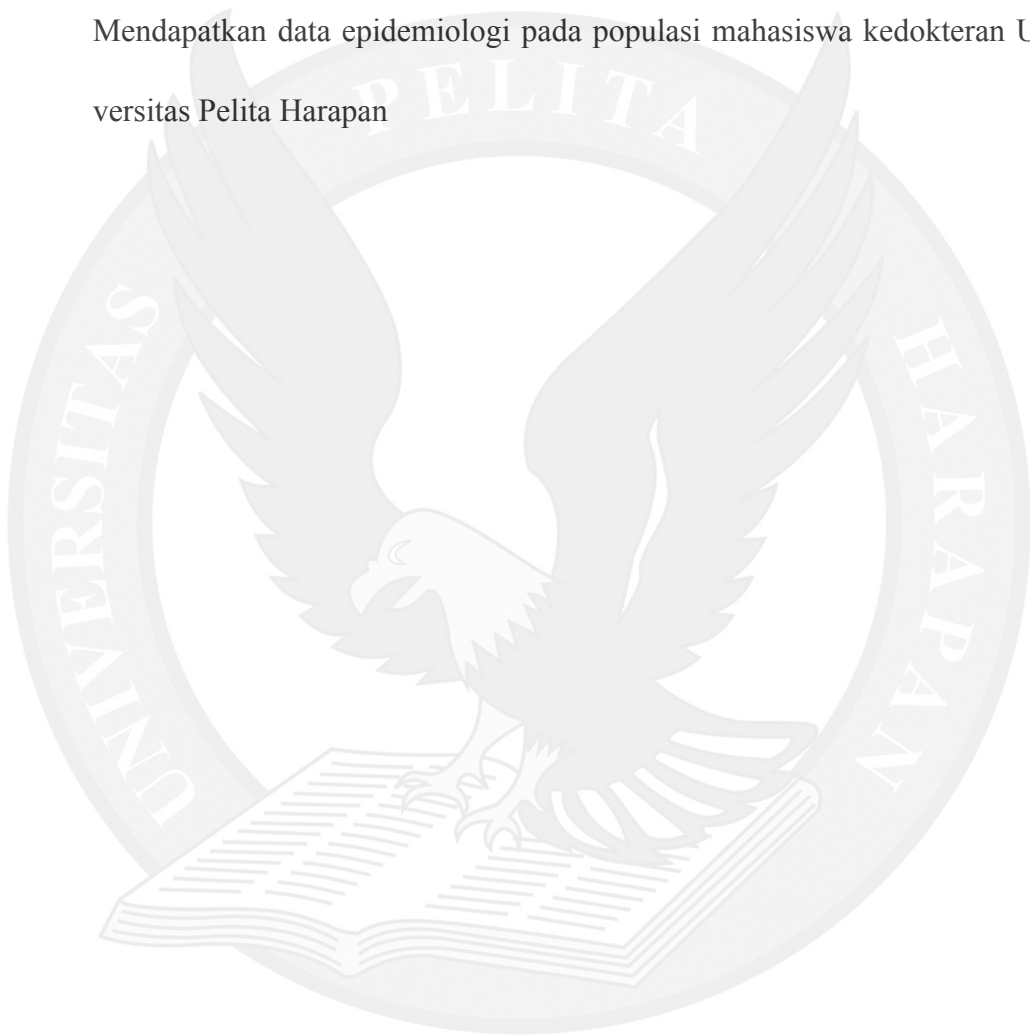 Mendapatkan data epidemiologi pada populasi mahasiswa kedokteran U
versitas Pelita Harapan
UNIVERSITAS PELITA HARAPAN